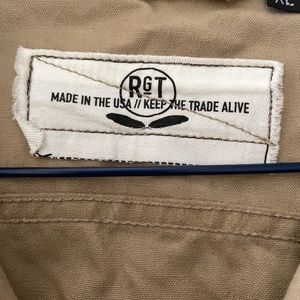 XL
RGT
MADE IN THE USA // KEEP THE TRADE ALIVE